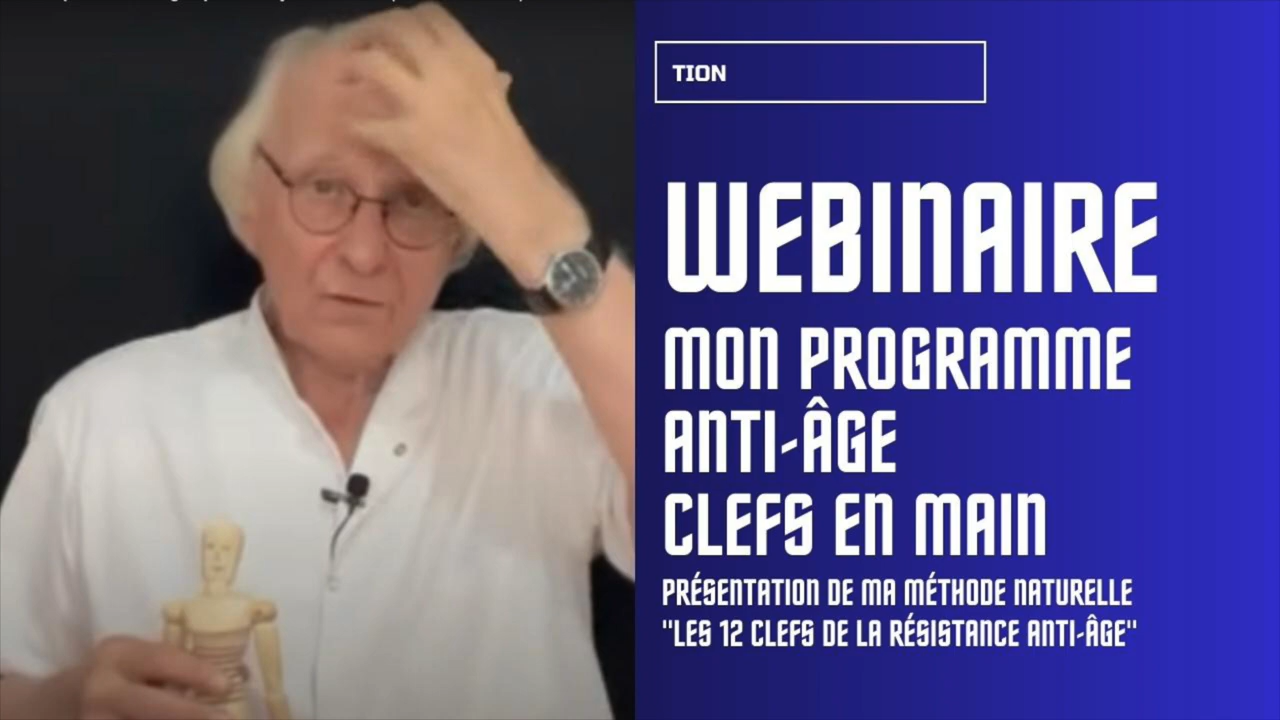 TION
WEBINAIRE
MON PROGRAMME
ANTI-ÂGE
CLEFS EN MAIN
PRÉSENTATION DE MA MÉTHODE NATURELLE
"LES 12 CLEFS DE LA RÉSISTANCE ANTI-ÂGE"